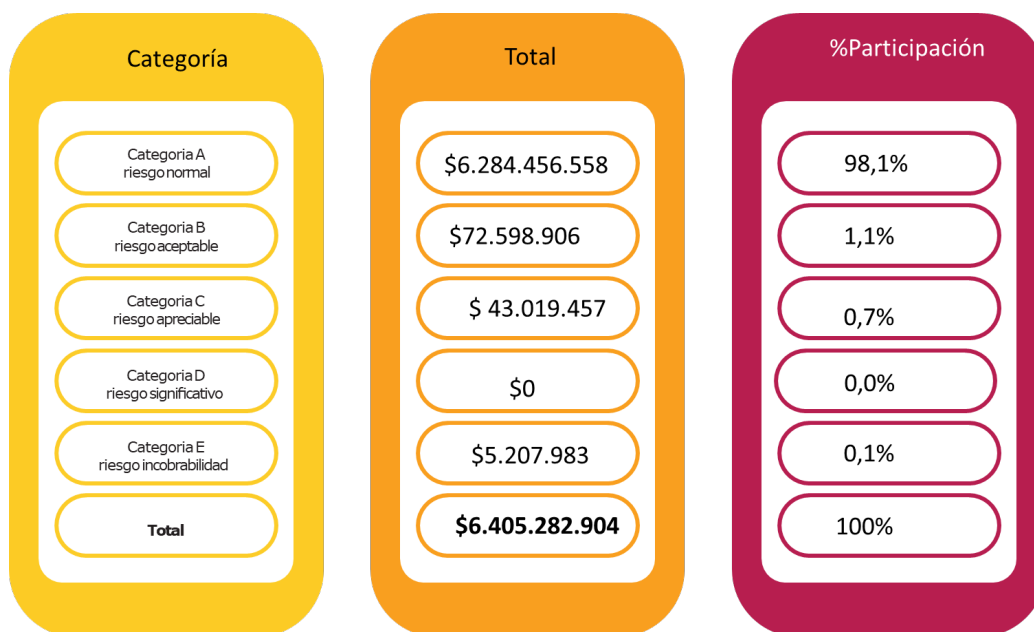 Categoría
Total
%Participación
Categoria A
riesgo normal
$6.284.456.558
98,1%
Categoria B
riesgo aceptable
$72.598.906
1,1%
Categoria C
riesgo apreciable
$ 43.019.457
0,7%
Categoria D
riesgo significativo
$0
0,0%
Categoria E
riesgo incobrabilidad
$5.207.983
0,1%
Total
$6.405.282.904
100%